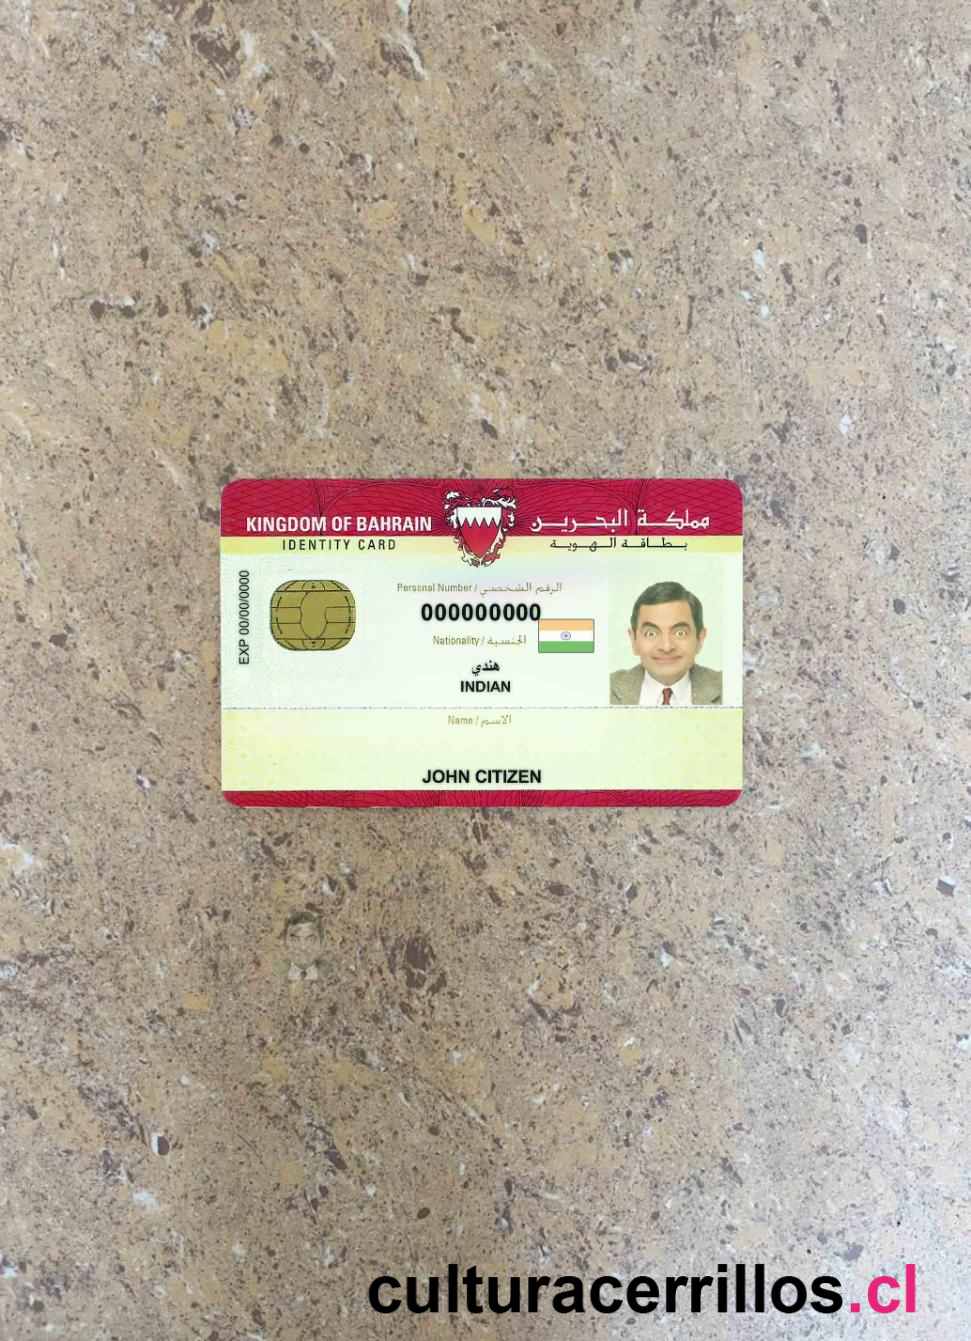 KINGDOM OF BAHRAIN
مملكة البحرين
IDENTITY CARD
بطاقة الهوية
EXP 00/00/0000
Personal Number / الرقم الشخصي
000000000
Nationality / الجنسية
هندي
INDIAN
Name / الاسم
JOHN CITIZEN
culturacerrillos.cl